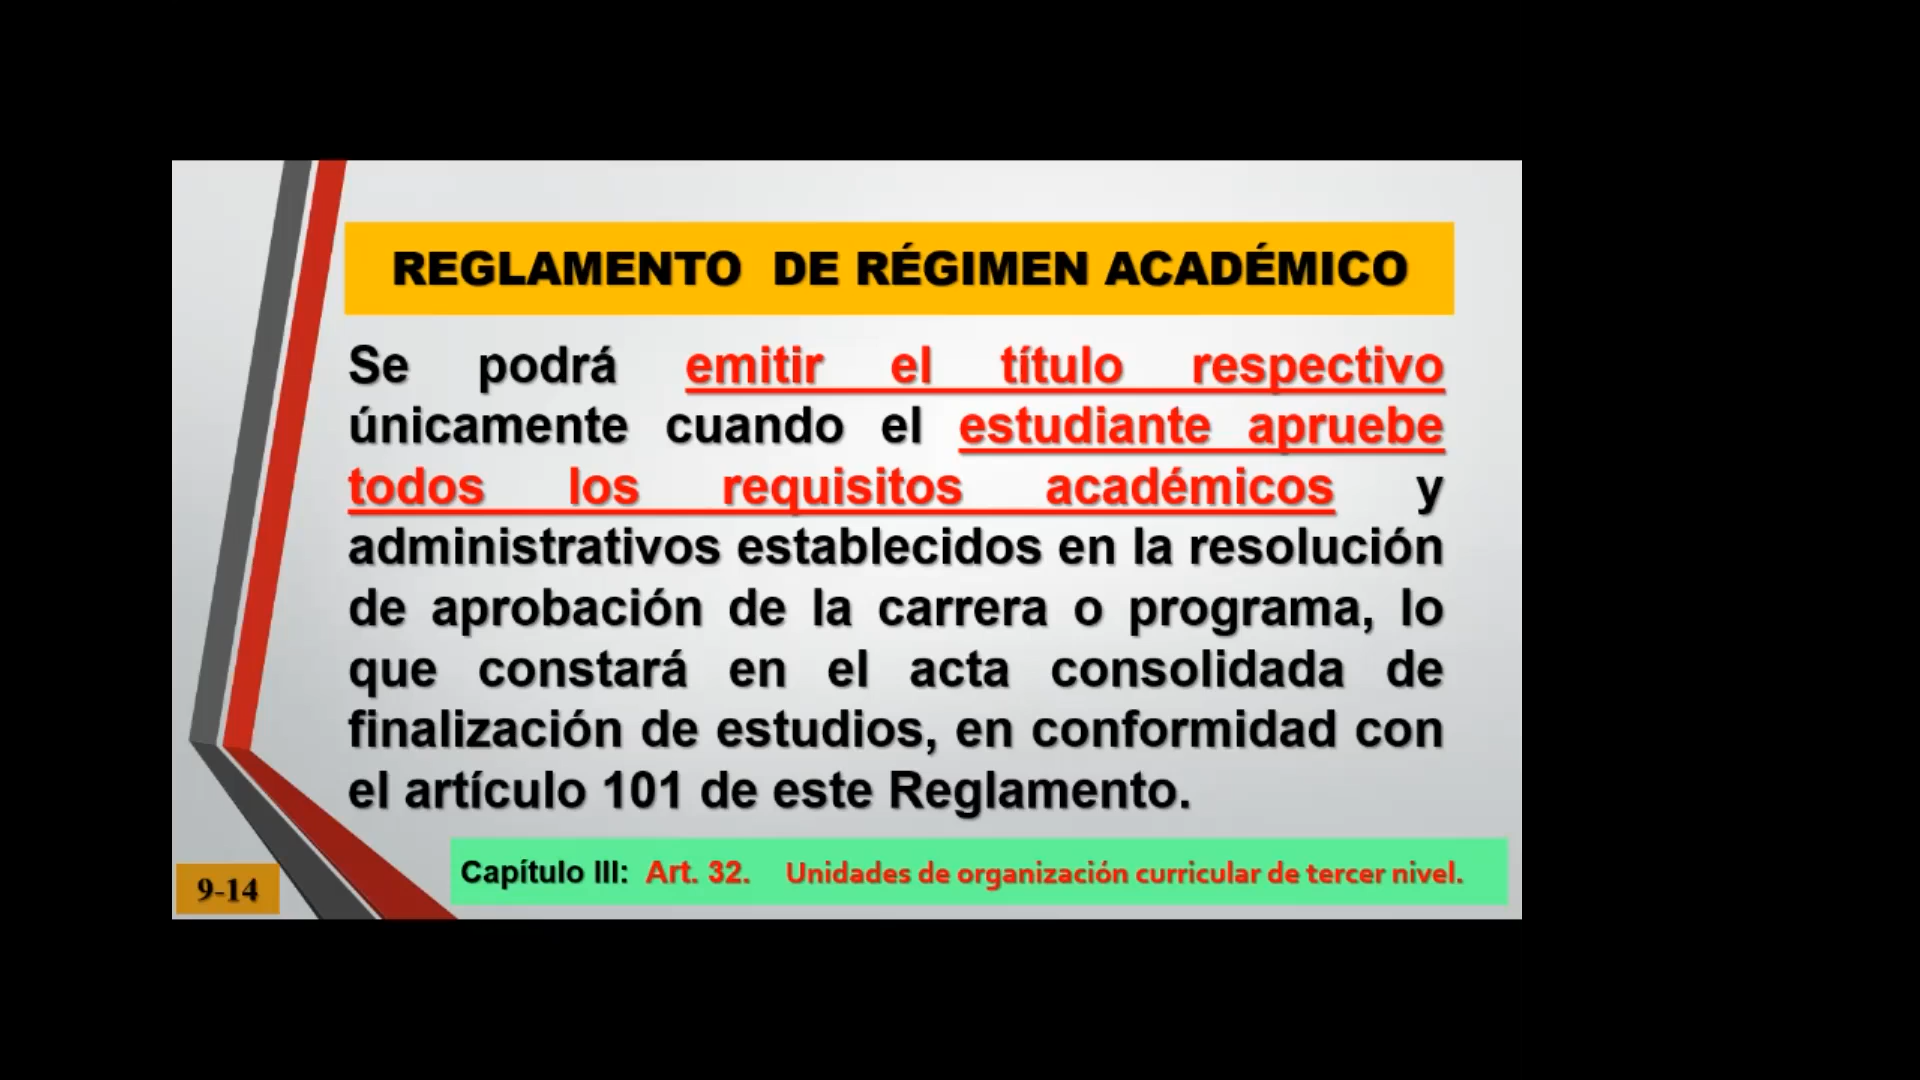 REGLAMENTO DE RÉGIMEN ACADÉMICO
Se podrá emitir el título respectivo
únicamente cuando el estudiante apruebe
todos los requisitos académicos y
administrativos establecidos en la resolución
de aprobación de la carrera o programa, lo
que constará en el acta consolidada de
finalización de estudios, en conformidad con
el artículo 101 de este Reglamento.
Capítulo III: Art. 32. Unidades de organización curricular de tercer nivel.
9-14